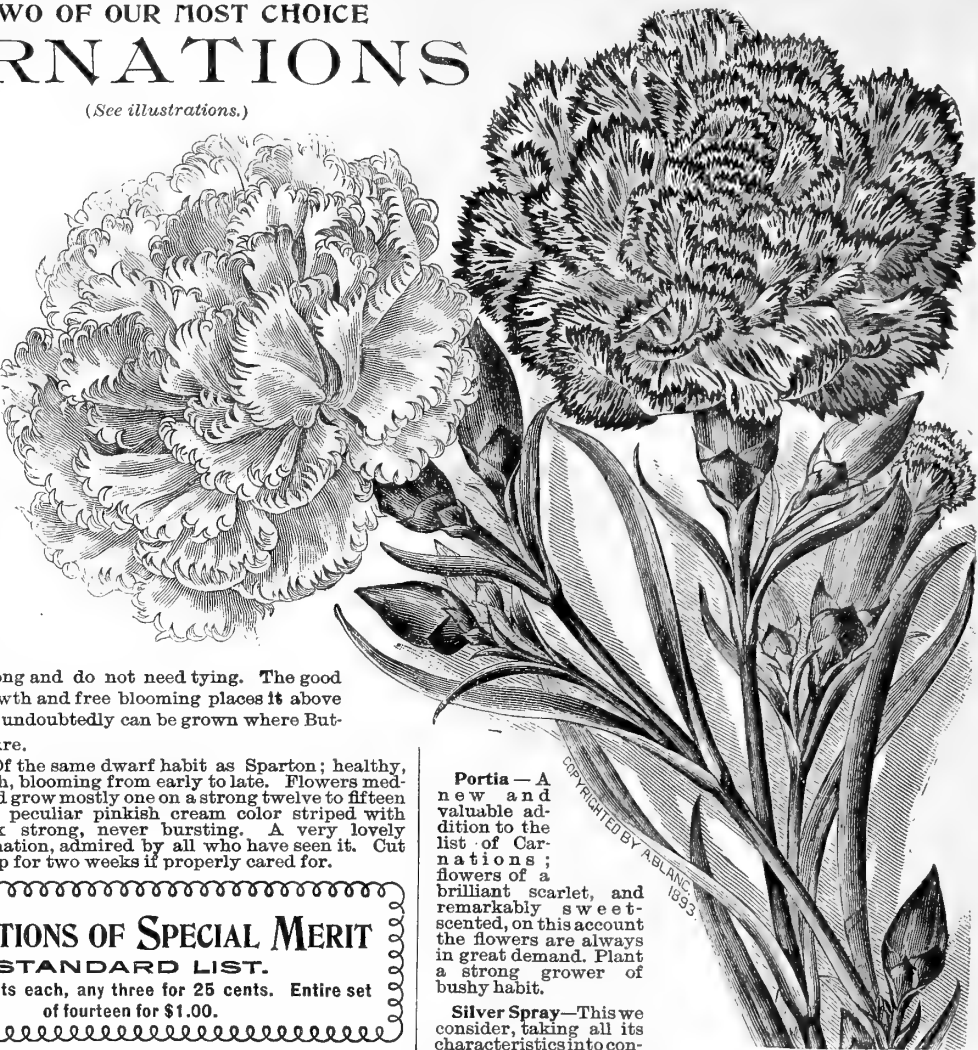 WO OF OUR MOST CHOICE
RNATIONS
(See illustrations.)
ong and do not need tying. The good
wth and free blooming places it above
undoubtedly can be grown where But-
re.
Of the same dwarf habit as Sparton; healthy,
h, blooming from early to late. Flowers med-
d grow mostly one on a strong twelve to fifteen
peculiar pinkish cream color striped with
x strong, never bursting. A very lovely
nation, admired by all who have seen it. Cut
p for two weeks if properly cared for.
TIONS OF SPECIAL MERIT
STANDARD LIST.
ts each, any three for 25 cents. Entire set
of fourteen for $1.00.
Portia — A
new and
valuable ad-
dition to the
list of Car-
nations;
flowers of a
brilliant scarlet, and
remarkably sweet-
scented, on this account
the flowers are always
in great demand. Plant
a strong grower of
bushy habit.
Silver Spray—This we
consider, taking all its
characteristics into con-
COPYRIGHTED BY A.BLANC.
1893.